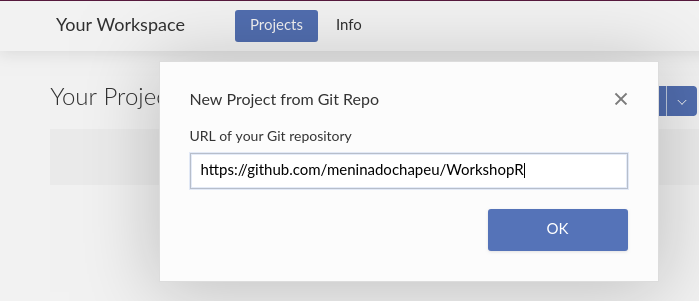 Your Workspace Projects Info
Your Projec
New Project from Git Repo
URL of your Git repository
https://github.com/meninadochapeu/WorkshopR
OK